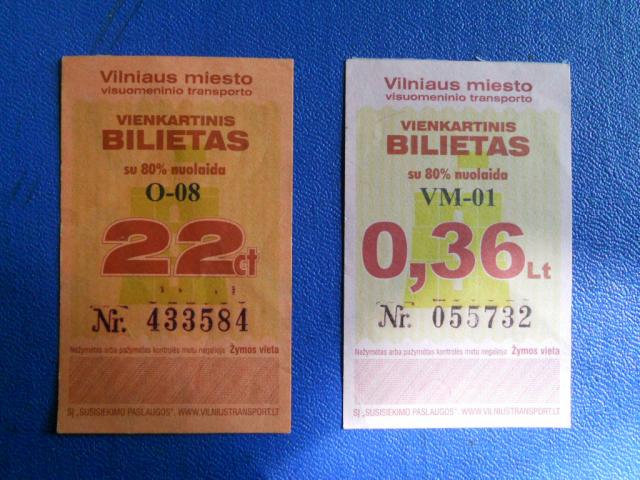 Vilniaus miesto
visuomeninio transporto
VIENKARTINIS
BILIETAS
su 80% nuolaida
O-08
22ct
Nr. 433584
Nežymėtas arba pažymėtas kontrolės metu negalioja Žymos vieta
SĮ „SUSISIEKIMO PASLAUGOS". WWW.VILNIUSTRANSPORT.LT
Vilniaus miesto
visuomeninio transporto
VIENKARTINIS
BILIETAS
su 80% nuolaida
VM-01
0,36Lt
Nr. 055732
Nežymėtas arba pažymėtas kontrolės metu negalioja Žymos vieta
SĮ „SUSISIEKIMO PASLAUGOS". WWW.VILNIUSTRANSPORT.LT